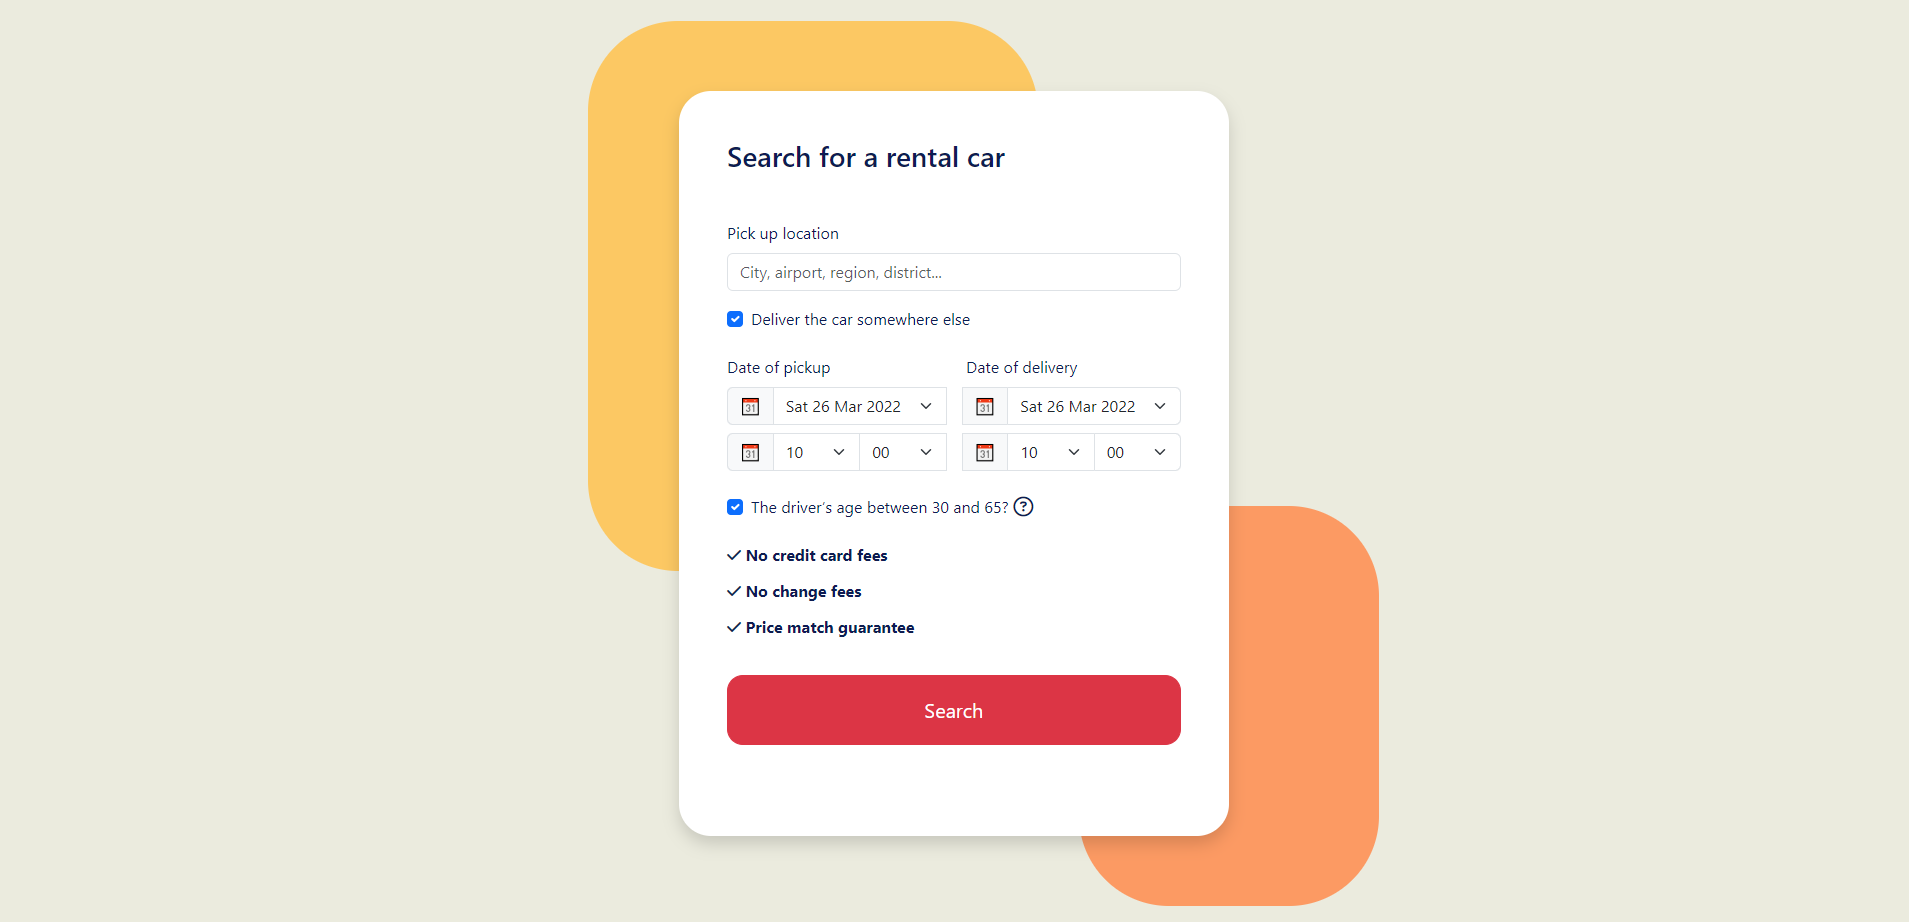 Search for a rental car
Pick up location
City, airport, region, district...
Deliver the car somewhere else
Date of pickup Date of delivery
31 Sat 26 Mar 2022 31 Sat 26 Mar 2022
31 10 00 31 10 00
The driver's age between 30 and 65? ?
No credit card fees
No change fees
Price match guarantee
Search